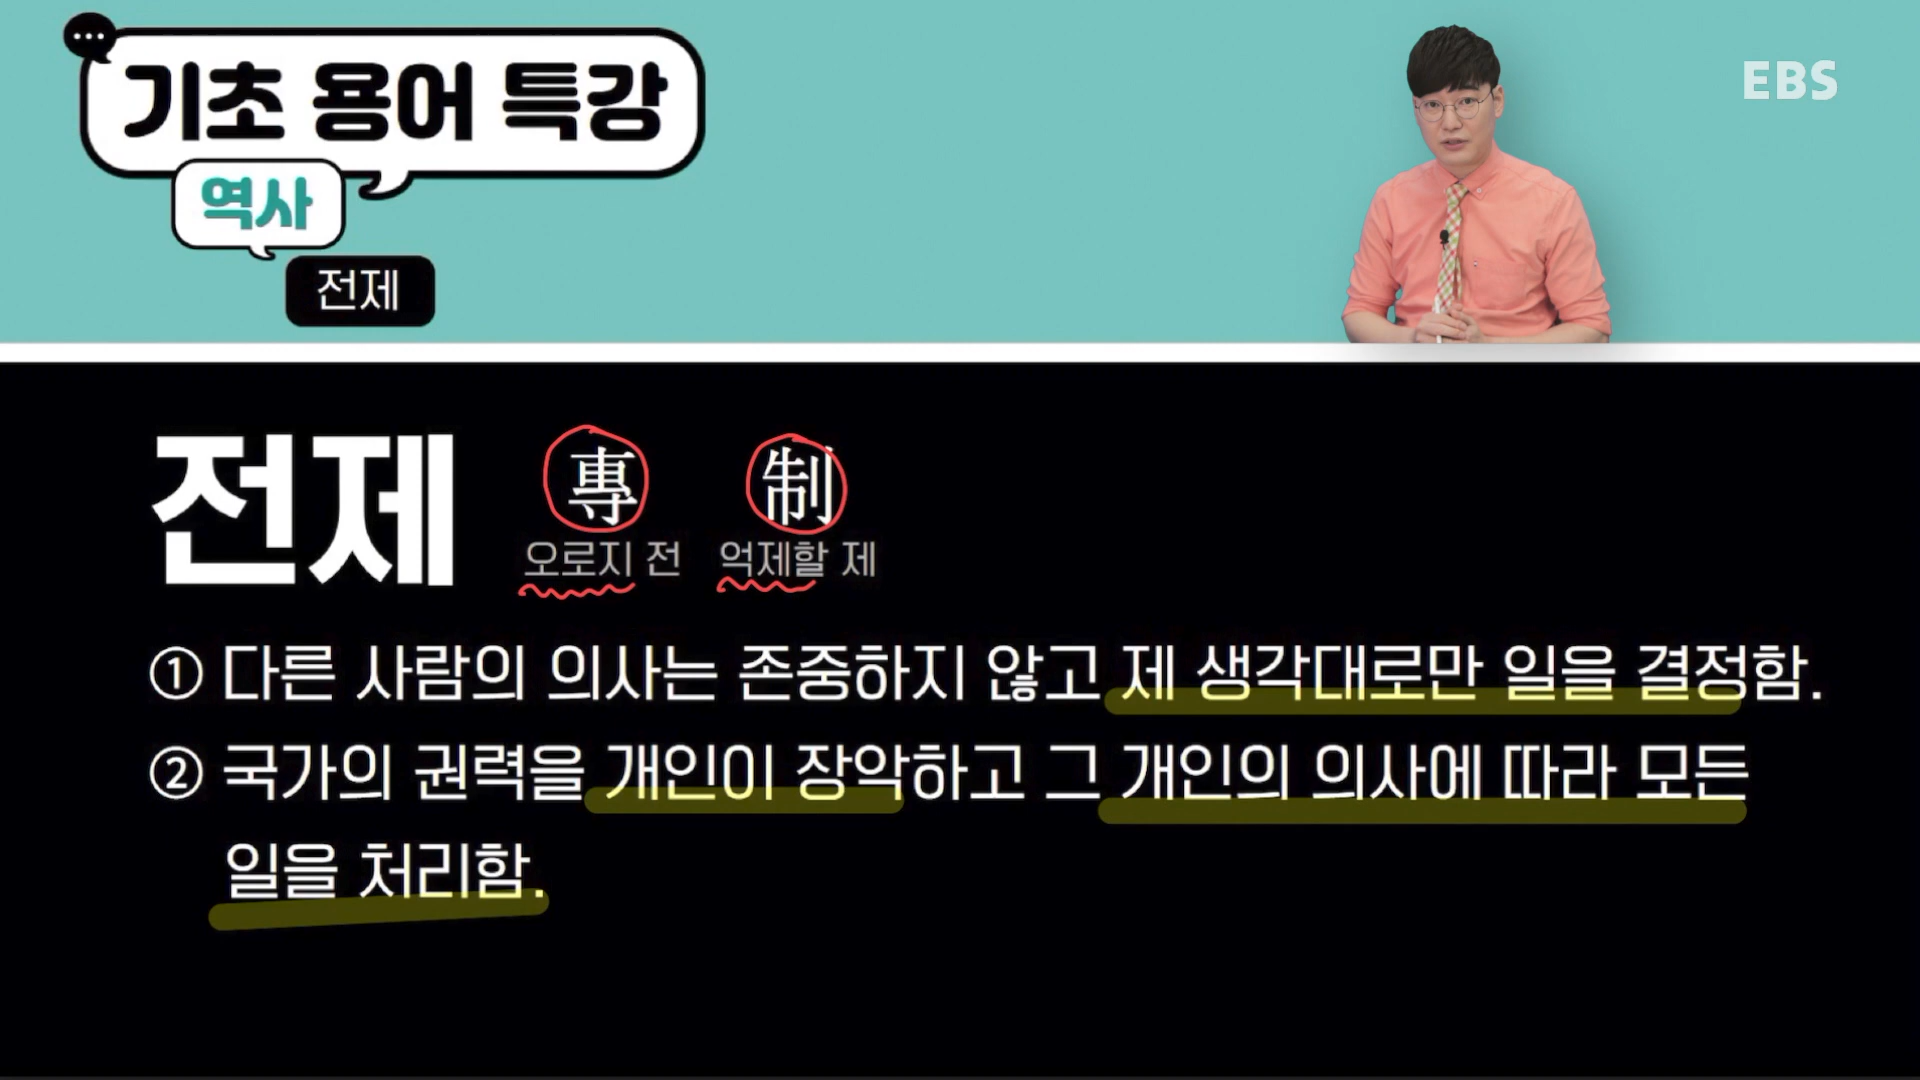 기초 용어 특강
EBS
역사
전제
전제 專 制
오로지 전 억제할 제
① 다른 사람의 의사는 존중하지 않고 제 생각대로만 일을 결정함.
② 국가의 권력을 개인이 장악하고 그 개인의 의사에 따라 모든
일을 처리함.